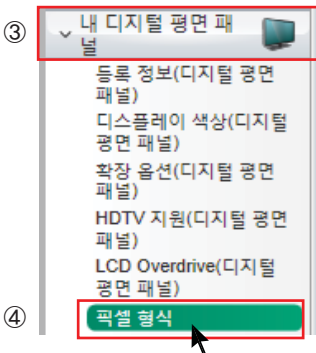 ③
내 디지털 평면 패
널
등록 정보(디지털 평면
패널)
디스플레이 색상(디지털
평면 패널)
확장 옵션(디지털 평면
패널)
HDTV 지원(디지털 평면
패널)
LCD Overdrive(디지털
평면 패널)
④
픽셀 형식